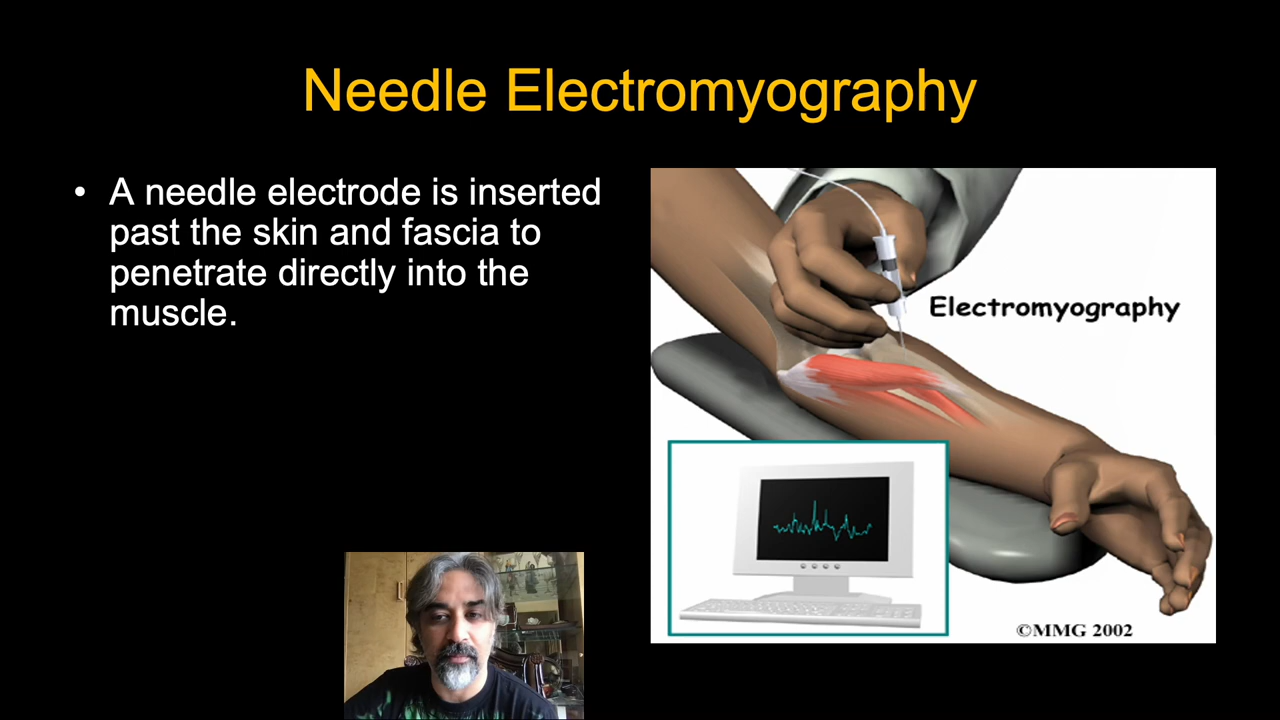 Needle Electromyography
• A needle electrode is inserted
past the skin and fascia to
penetrate directly into the
muscle.
Electromyography
©MMG 2002